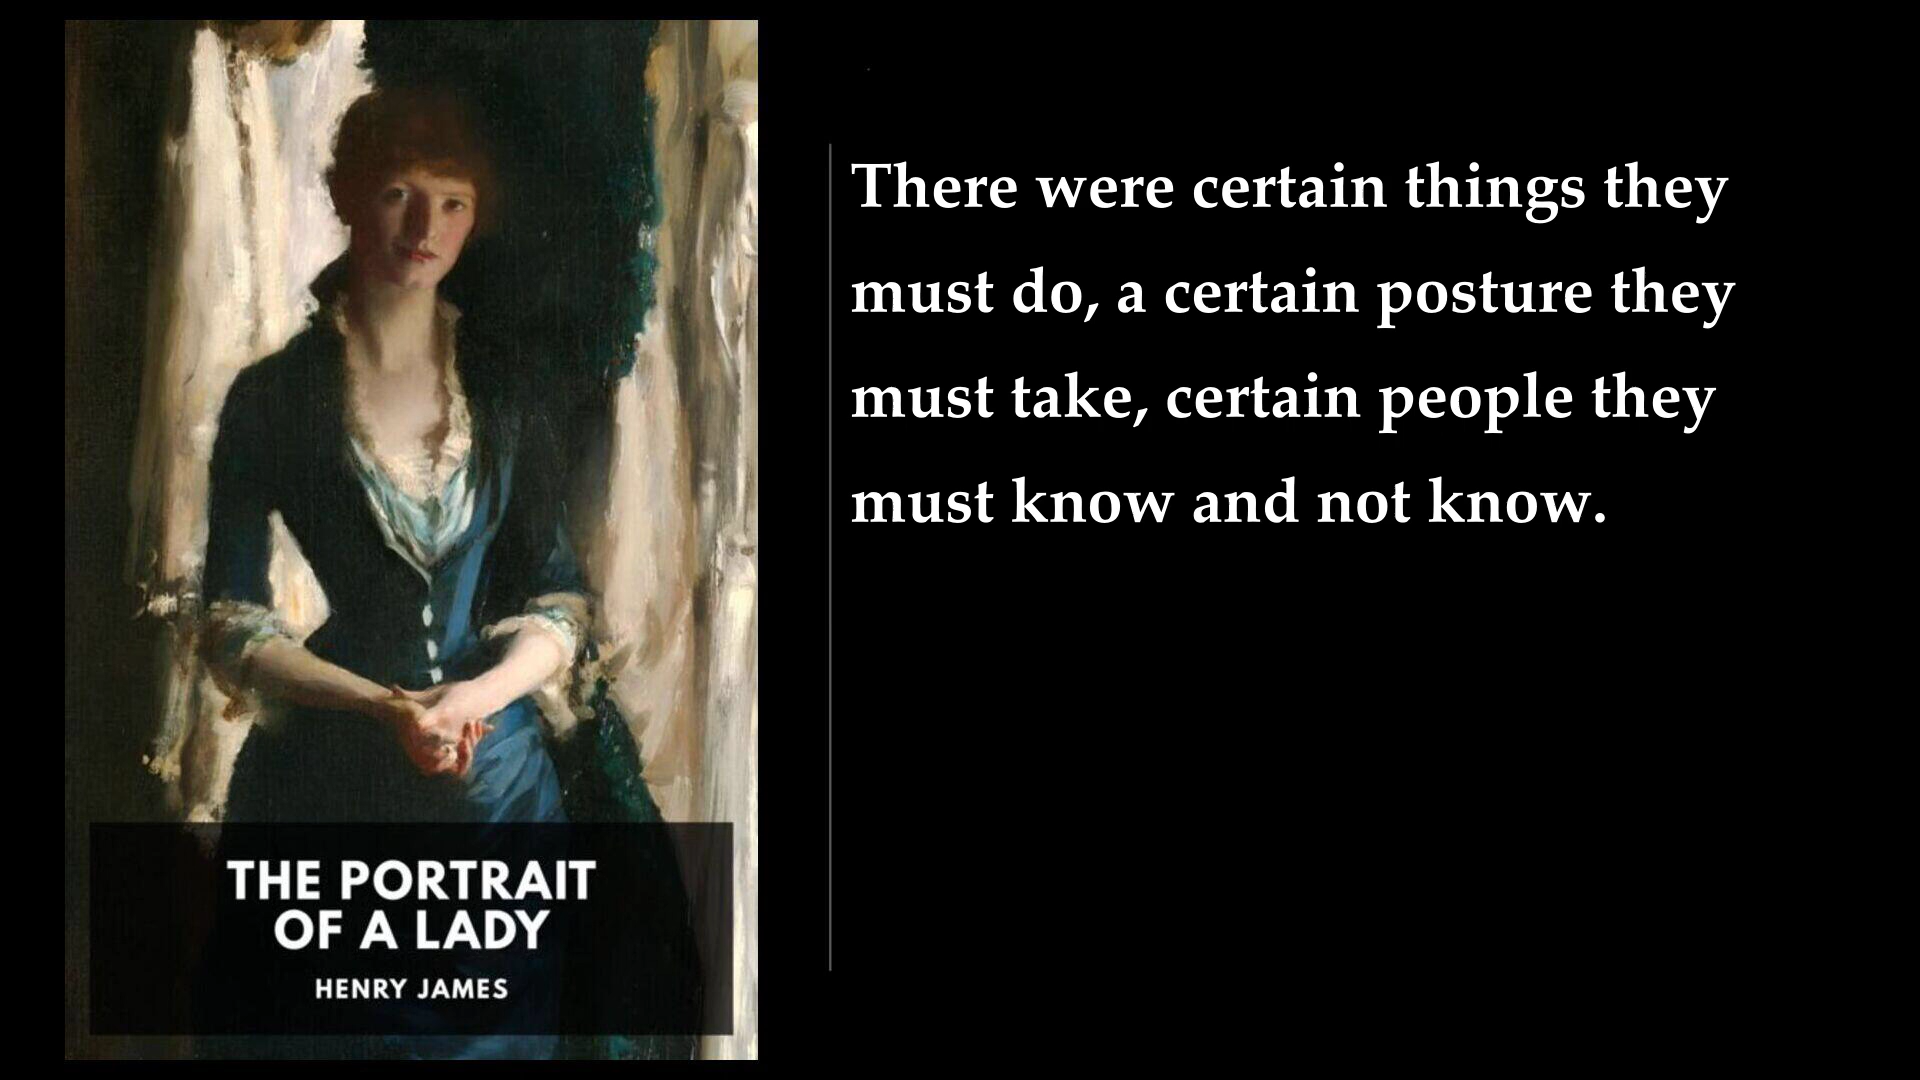 THE PORTRAIT
OF A LADY
HENRY JAMES
There were certain things they
must do, a certain posture they
must take, certain people they
must know and not know.